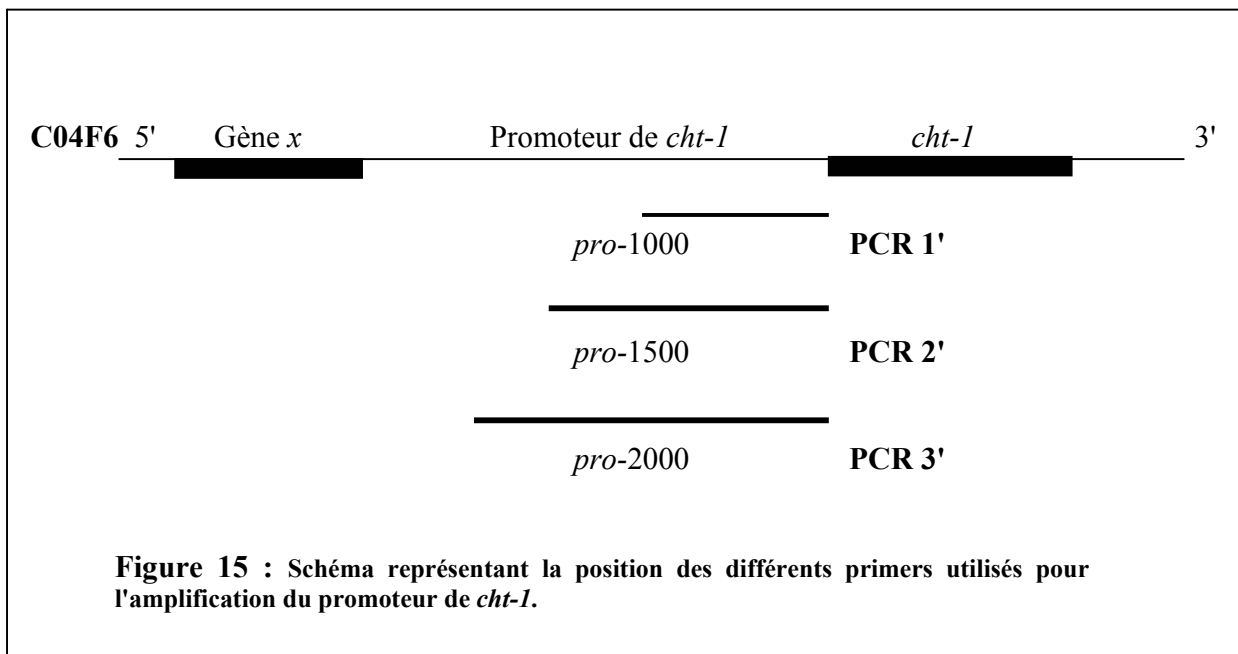 C04F6 5' Gène x Promoteur de cht-1 cht-1 3'
pro-1000 PCR 1'
pro-1500 PCR 2'
pro-2000 PCR 3'
Figure 15 : Schéma représentant la position des différents primers utilisés pour
l'amplification du promoteur de cht-1.